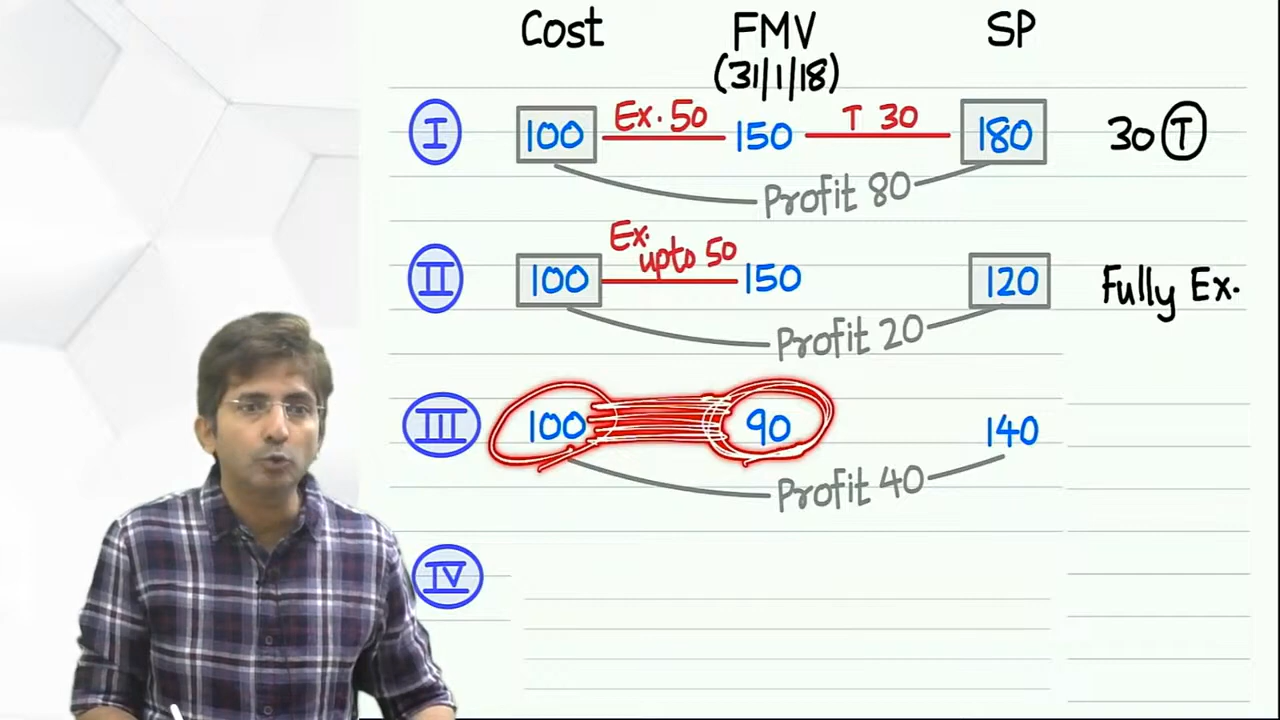 Cost FMV SP
(31/1/18)
I 100 Ex. 50 150 T 30 180 30 T
Profit 80
II 100 Ex. upto 50 150 120 Fully Ex.
Profit 20
III 100 90 140
Profit 40
IV